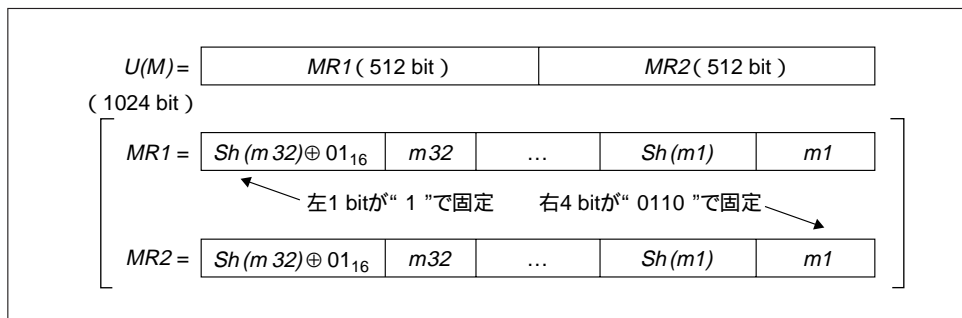 U(M) = MR1（512 bit） MR2（512 bit）
（1024 bit）
MR1 = Sh(m32)⊕01₁₆ m32 … Sh(m1) m1
左1 bitが“ 1 ”で固定 右4 bitが“ 0110 ”で固定
MR2 = Sh(m32)⊕01₁₆ m32 … Sh(m1) m1